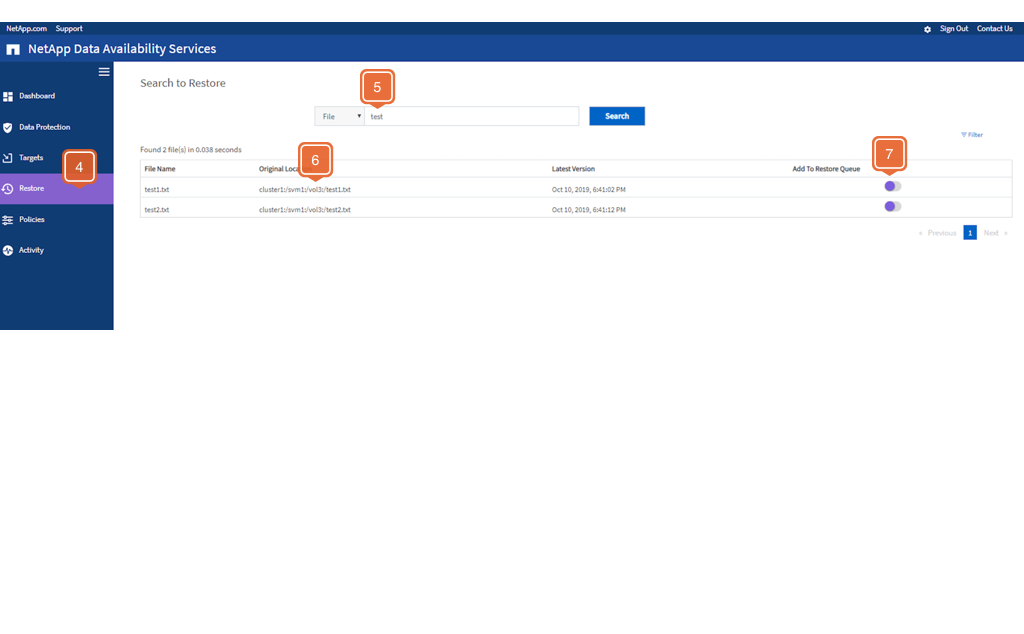 NetApp.com Support Sign Out Contact Us
NetApp Data Availability Services
Dashboard
Data Protection
Targets
4
Restore
Policies
Activity
Search to Restore
5
File test Search
Filter
Found 2 file(s) in 0.038 seconds
6
7
File Name Original Loca Latest Version Add To Restore Queue
test1.txt cluster1:/svm1:/vol3:/test1.txt Oct 10, 2019, 6:41:02 PM
test2.txt cluster1:/svm1:/vol3:/test2.txt Oct 10, 2019, 6:41:12 PM
« Previous 1 Next »